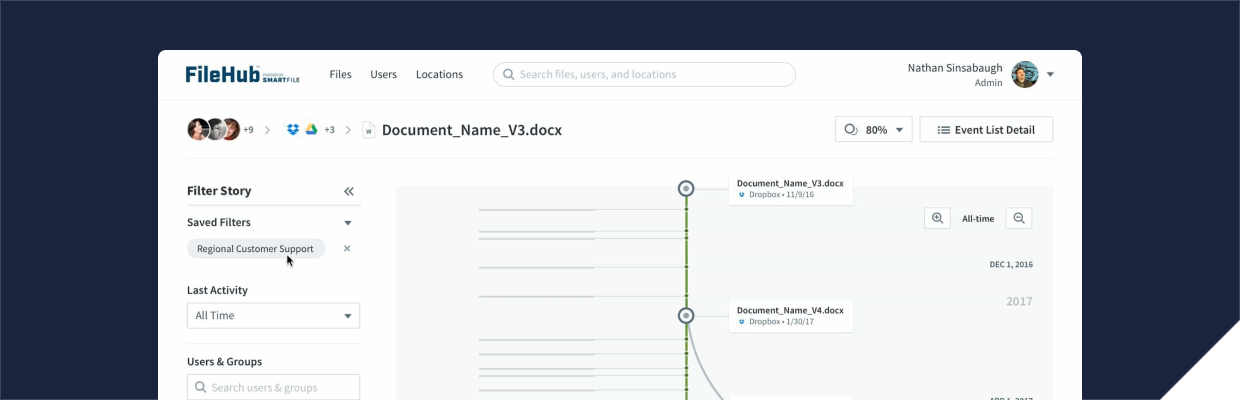 FileHub
SMARTFILE
Files
Users
Locations
Search files, users, and locations
Nathan Sinsabaugh
Admin
+9
+3
W
Document_Name_V3.docx
80%
Event List Detail
Filter Story
Saved Filters
Regional Customer Support
Last Activity
All Time
Users & Groups
Search users & groups
Document_Name_V3.docx
Dropbox • 11/9/16
All-time
DEC 1, 2016
2017
Document_Name_V4.docx
Dropbox • 1/30/17